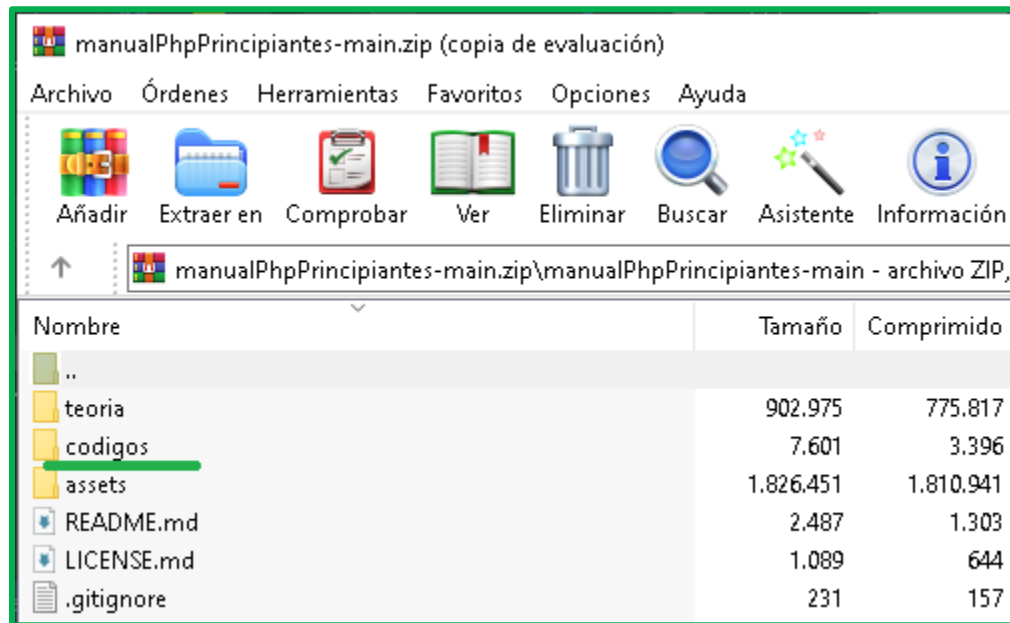 manualPhpPrincipiantes-main.zip (copia de evaluación)
Archivo Órdenes Herramientas Favoritos Opciones Ayuda
Añadir Extraer en Comprobar Ver Eliminar Buscar Asistente Información
manualPhpPrincipiantes-main.zip\manualPhpPrincipiantes-main - archivo ZIP,
Nombre Tamaño Comprimido
..
teoria 902.975 775.817
codigos 7.601 3.396
assets 1.826.451 1.810.941
README.md 2.487 1.303
LICENSE.md 1.089 644
.gitignore 231 157